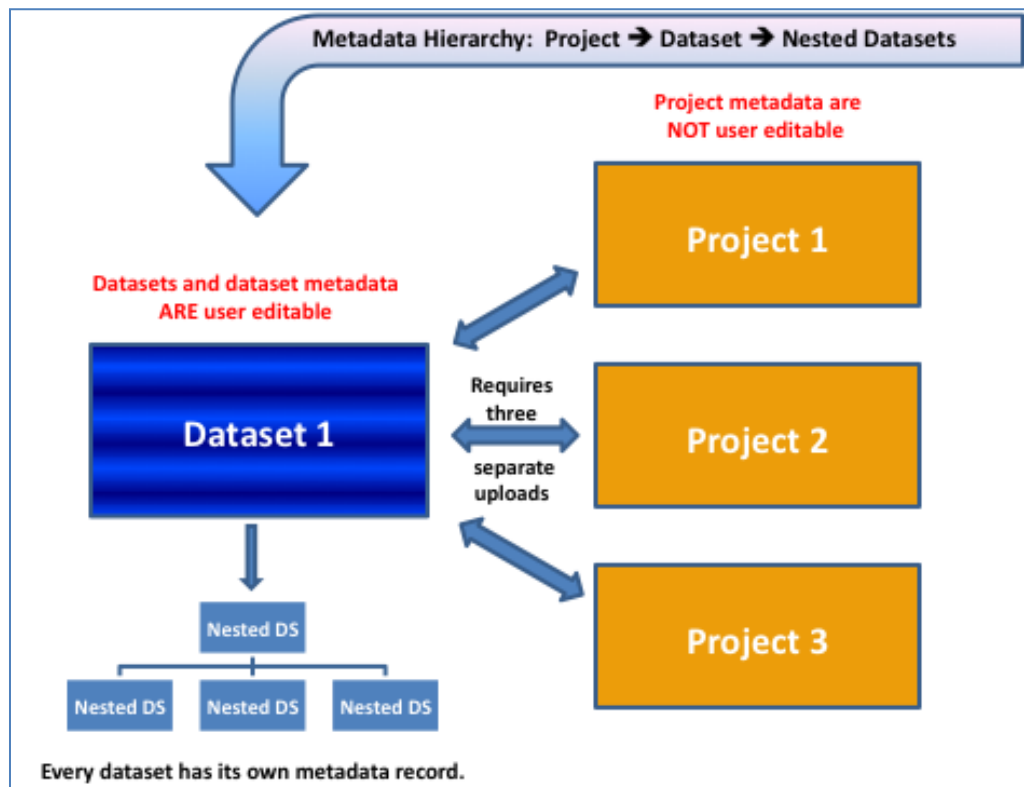 Metadata Hierarchy: Project ➔ Dataset ➔ Nested Datasets
Project metadata are
NOT user editable
Project 1
Datasets and dataset metadata
ARE user editable
Dataset 1
Requires
three
separate
uploads
Project 2
Project 3
Nested DS
Nested DS
Nested DS
Nested DS
Every dataset has its own metadata record.